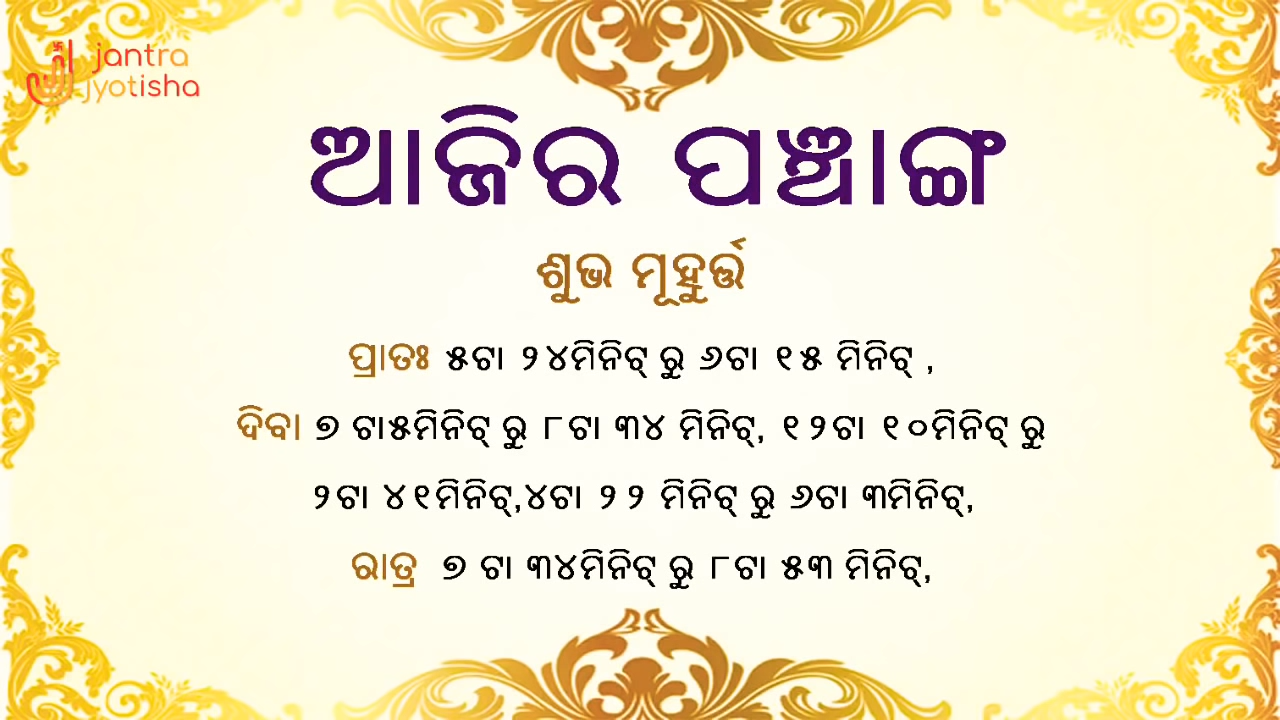 jantra
jyotisha
ଆଜିର ପଞ୍ଚାଙ୍ଗ
ଶୁଭ ମୂହୁର୍ତ୍ତ
ପ୍ରାତଃ ୫ଟା ୨୪ମିନିଟ୍ ରୁ ୬ଟା ୧୫ ମିନିଟ୍ ,
ଦିବା ୭ ଟା୫ମିନିଟ୍ ରୁ ୮ଟା ୩୪ ମିନିଟ୍, ୧୨ଟା ୧୦ମିନିଟ୍ ରୁ
୨ଟା ୪୧ମିନିଟ୍,୪ଟା ୨୨ ମିନିଟ୍ ରୁ ୬ଟା ୩ମିନିଟ୍,
ରାତ୍ର ୭ ଟା ୩୪ମିନିଟ୍ ରୁ ୮ଟା ୫୩ ମିନିଟ୍,